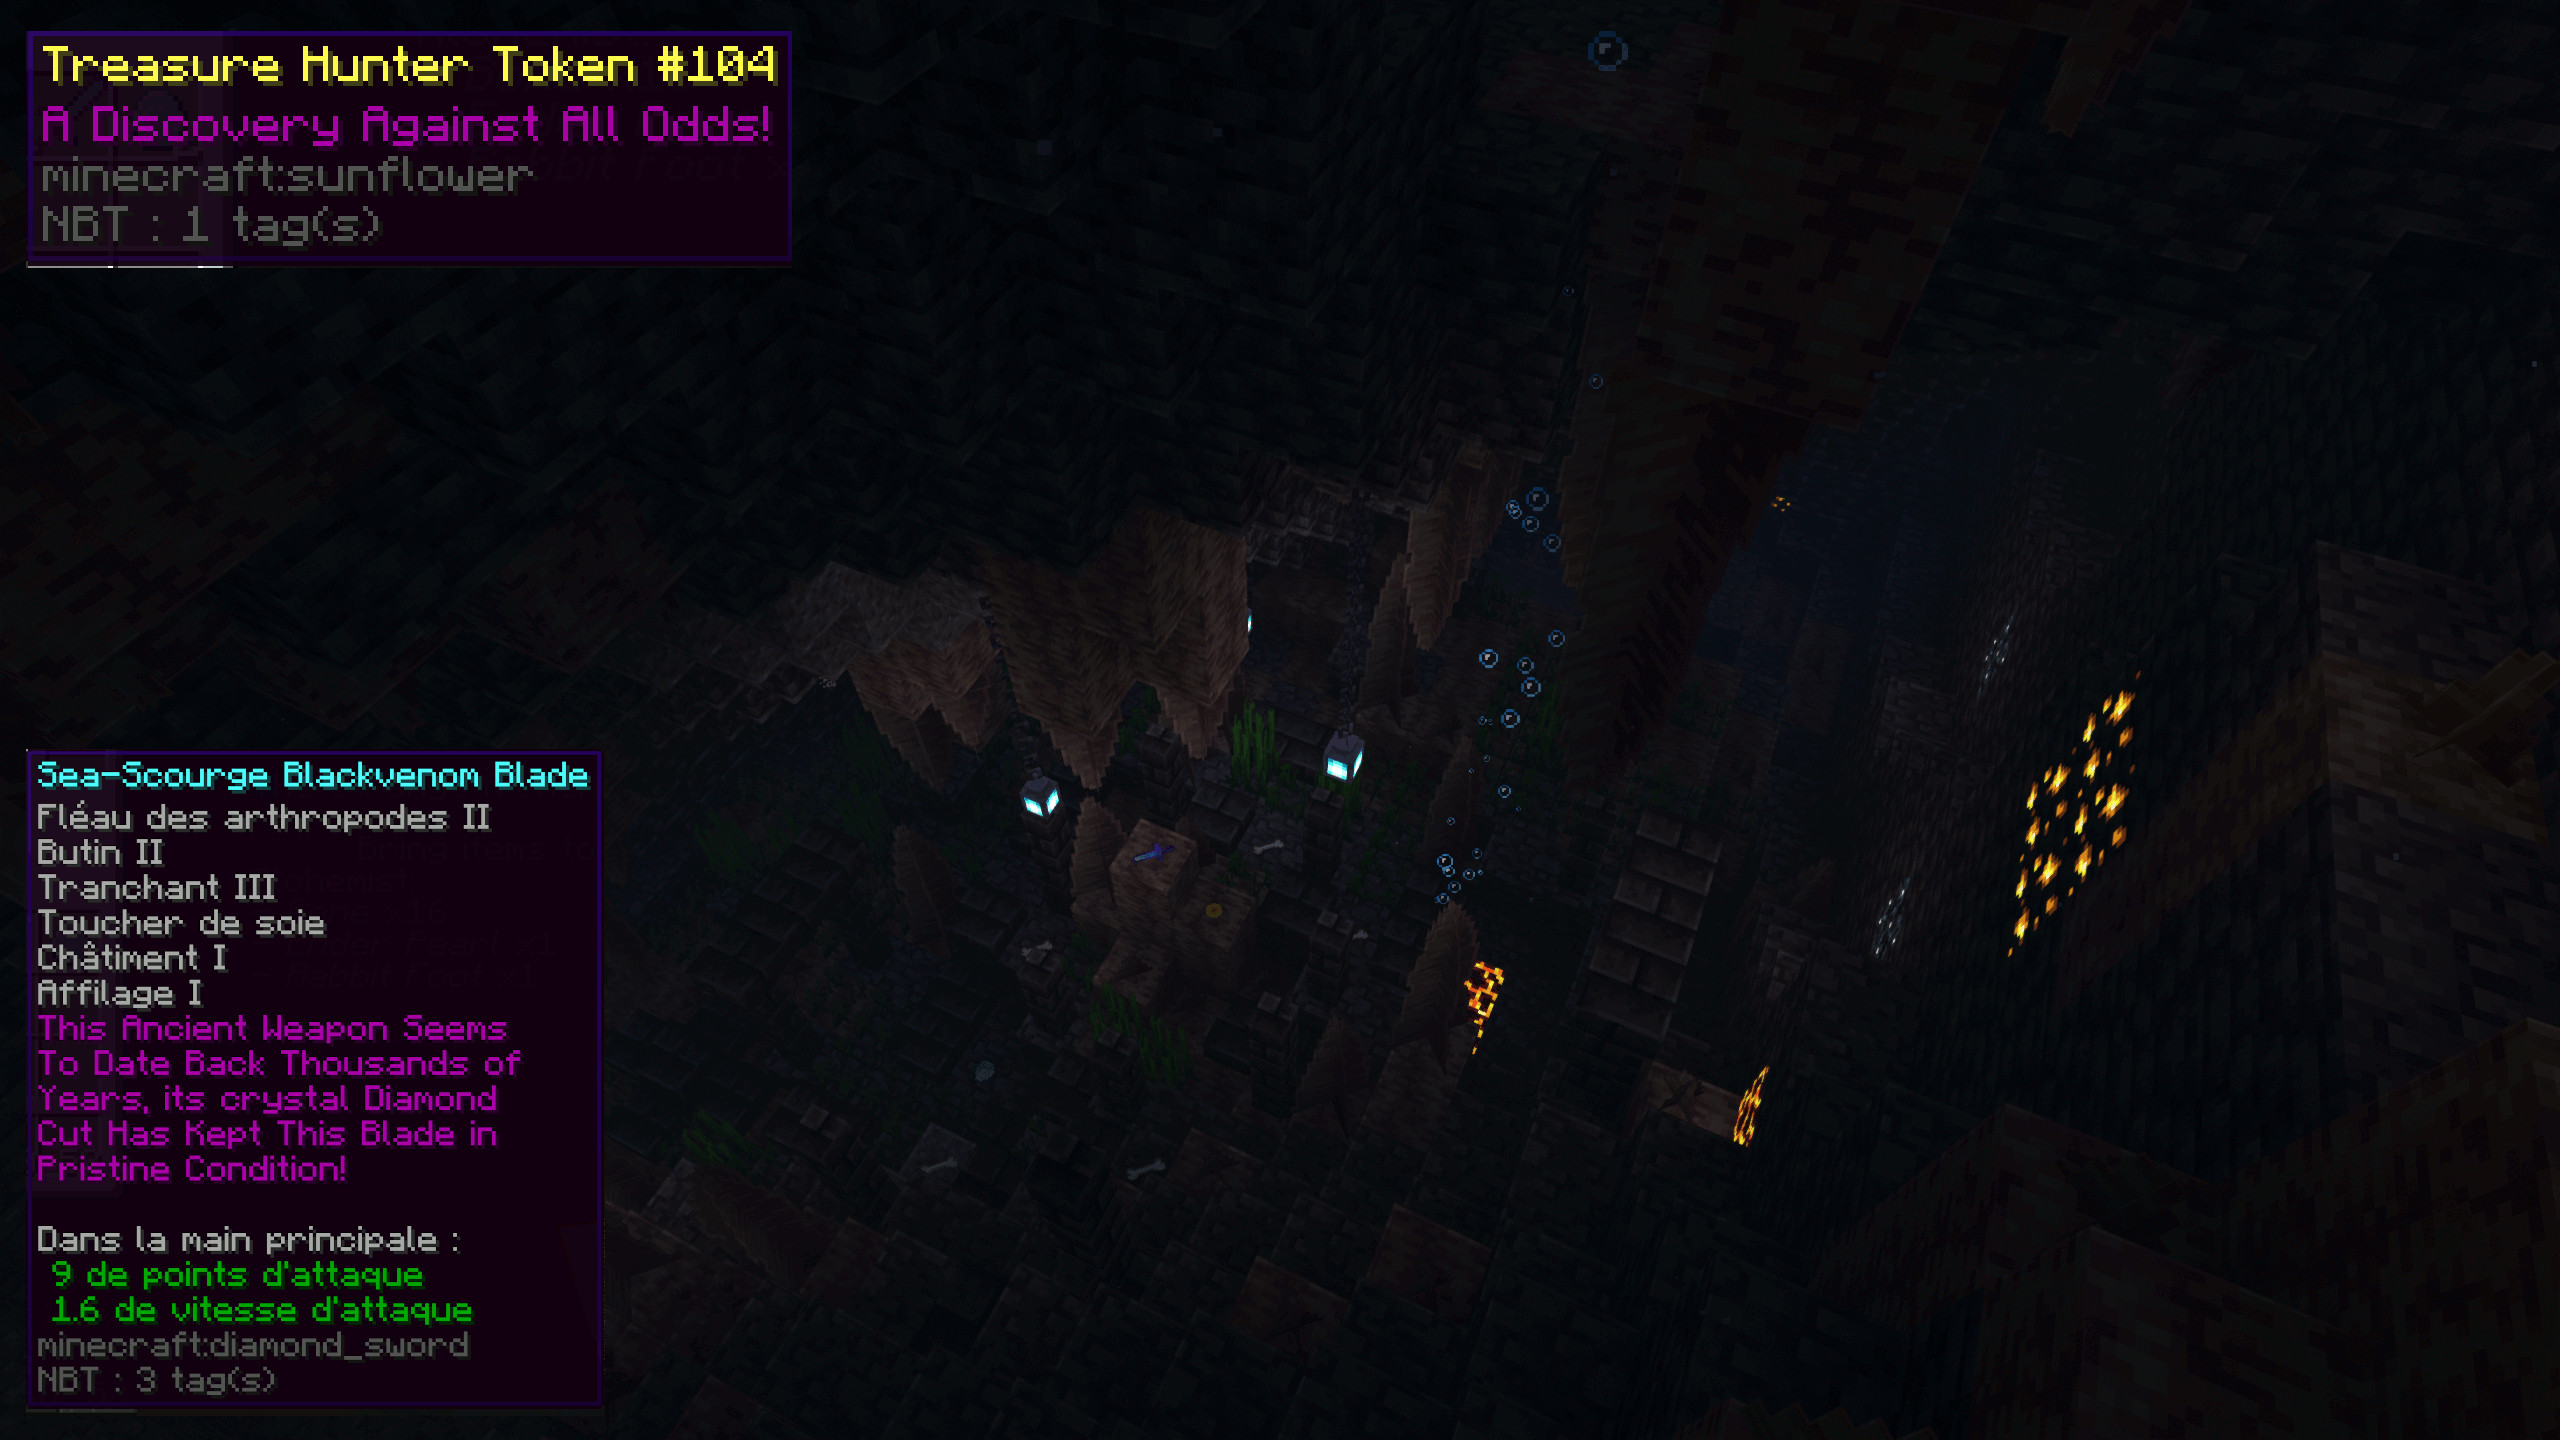 Treasure Hunter Token #104
A Discovery Against All Odds!
minecraft:sunflower
NBT : 1 tag(s)
Sea-Scourge Blackvenom Blade
Fléau des arthropodes II
Butin II
Tranchant III
Toucher de soie
Châtiment I
Affilage I
This Ancient Weapon Seems
To Date Back Thousands of
Years, its crystal Diamond
Cut Has Kept This Blade in
Pristine Condition!
Dans la main principale :
9 de points d'attaque
1.6 de vitesse d'attaque
minecraft:diamond_sword
NBT : 3 tag(s)